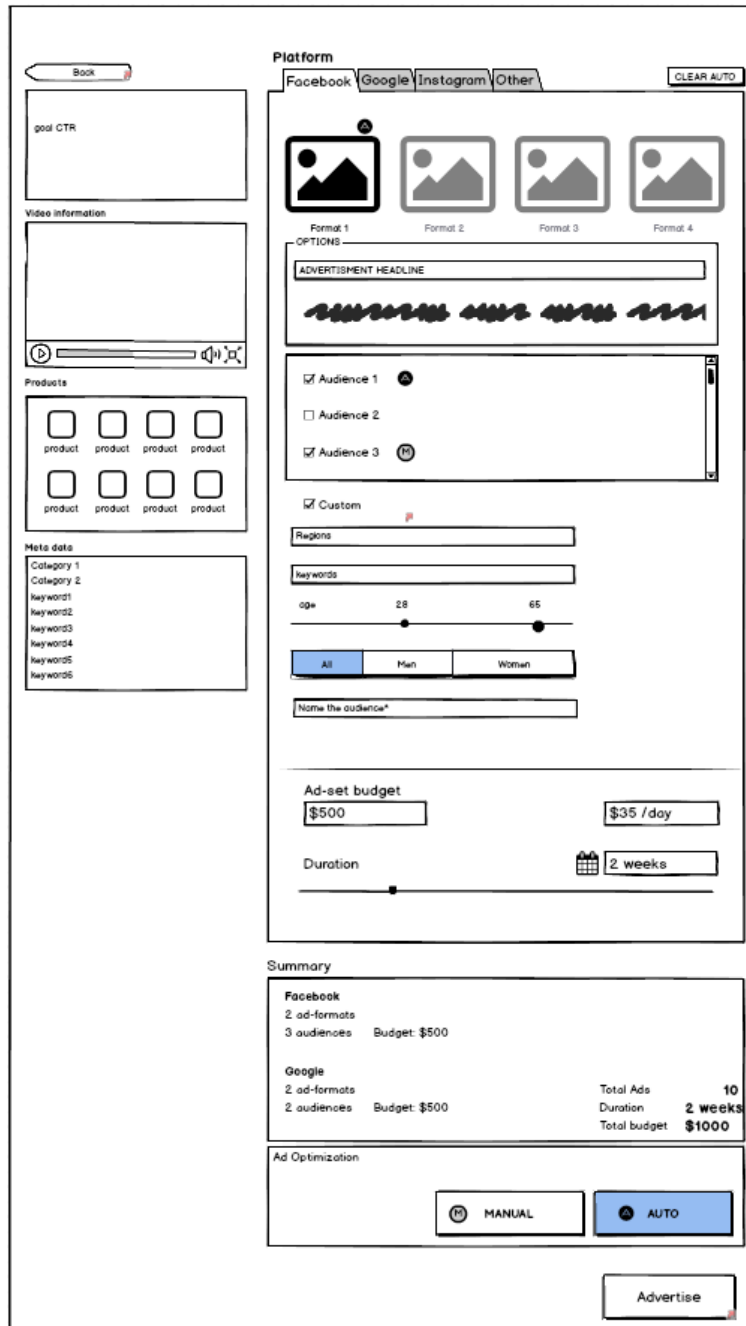 Back
goal CTR
Video information
Products
product product product product
product product product product
Meta data
Category 1
Category 2
keyword1
keyword2
keyword3
keyword4
keyword5
keyword6
Platform
Facebook Google Instagram Other
CLEAR AUTO
A
Format 1 Format 2 Format 3 Format 4
OPTIONS
ADVERTISMENT HEADLINE
Audience 1 A
Audience 2
Audience 3 M
Custom
Regions
keywords
age 28 65
All Men Women
Name the audience*
Ad-set budget
$500 $35 /day
Duration 2 weeks
Summary
Facebook
2 ad-formats
3 audiences Budget: $500
Google
2 ad-formats
2 audiences Budget: $500
Total Ads 10
Duration 2 weeks
Total budget $1000
Ad Optimization
M MANUAL A AUTO
Advertise